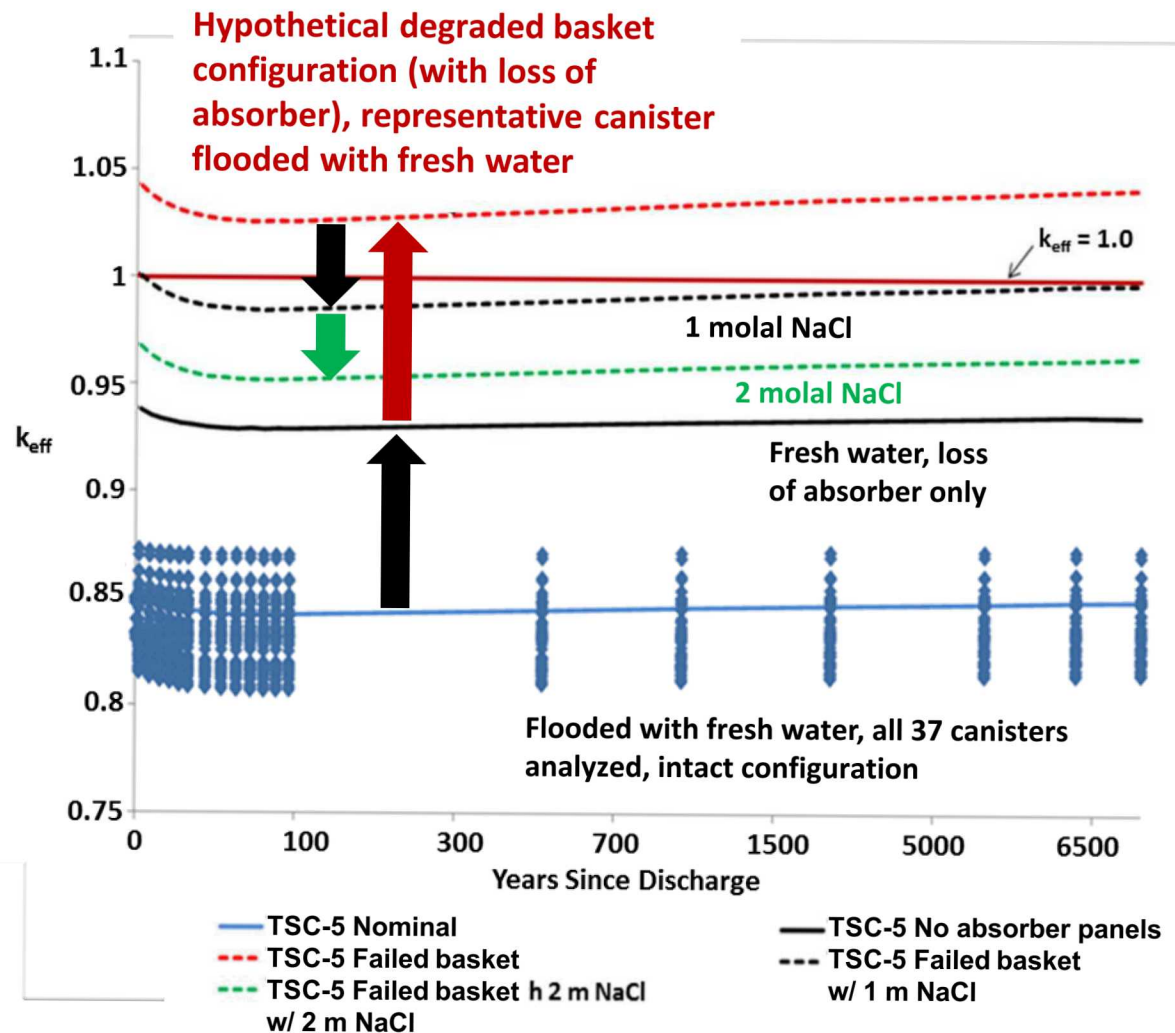 Hypothetical degraded basket
configuration (with loss of
absorber), representative canister
flooded with fresh water
1.1
1.05
k_eff = 1.0
1
1 molal NaCl
0.95
2 molal NaCl
k_eff
Fresh water, loss
of absorber only
0.9
0.85
0.8
Flooded with fresh water, all 37 canisters
analyzed, intact configuration
0.75
0 100 300 700 1500 5000 6500
Years Since Discharge
TSC-5 Nominal
TSC-5 Failed basket
TSC-5 Failed basket h 2 m NaCl
w/ 2 m NaCl
TSC-5 No absorber panels
TSC-5 Failed basket
w/ 1 m NaCl